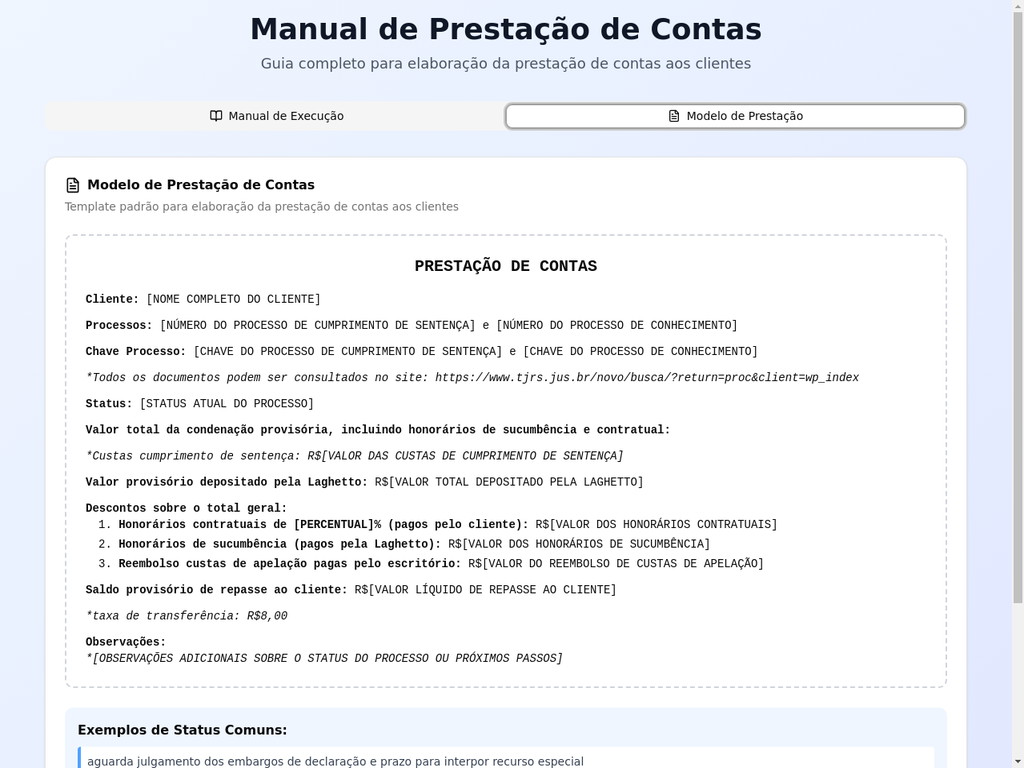 Manual de Prestação de Contas
Guia completo para elaboração da prestação de contas aos clientes
Manual de Execução
Modelo de Prestação
Modelo de Prestação de Contas
Template padrão para elaboração da prestação de contas aos clientes
PRESTAÇÃO DE CONTAS
Cliente: [NOME COMPLETO DO CLIENTE]
Processos: [NÚMERO DO PROCESSO DE CUMPRIMENTO DE SENTENÇA] e [NÚMERO DO PROCESSO DE CONHECIMENTO]
Chave Processo: [CHAVE DO PROCESSO DE CUMPRIMENTO DE SENTENÇA] e [CHAVE DO PROCESSO DE CONHECIMENTO]
*Todos os documentos podem ser consultados no site: https://www.tjrs.jus.br/novo/busca/?return=proc&client=wp_index
Status: [STATUS ATUAL DO PROCESSO]
Valor total da condenação provisória, incluindo honorários de sucumbência e contratual:
*Custas cumprimento de sentença: R$[VALOR DAS CUSTAS DE CUMPRIMENTO DE SENTENÇA]
Valor provisório depositado pela Laghetto: R$[VALOR TOTAL DEPOSITADO PELA LAGHETTO]
Descontos sobre o total geral:
1. Honorários contratuais de [PERCENTUAL]% (pagos pelo cliente): R$[VALOR DOS HONORÁRIOS CONTRATUAIS]
2. Honorários de sucumbência (pagos pela Laghetto): R$[VALOR DOS HONORÁRIOS DE SUCUMBÊNCIA]
3. Reembolso custas de apelação pagas pelo escritório: R$[VALOR DO REEMBOLSO DE CUSTAS DE APELAÇÃO]
Saldo provisório de repasse ao cliente: R$[VALOR LÍQUIDO DE REPASSE AO CLIENTE]
*taxa de transferência: R$8,00
Observações:
*[OBSERVAÇÕES ADICIONAIS SOBRE O STATUS DO PROCESSO OU PRÓXIMOS PASSOS]
Exemplos de Status Comuns:
aguarda julgamento dos embargos de declaração e prazo para interpor recurso especial